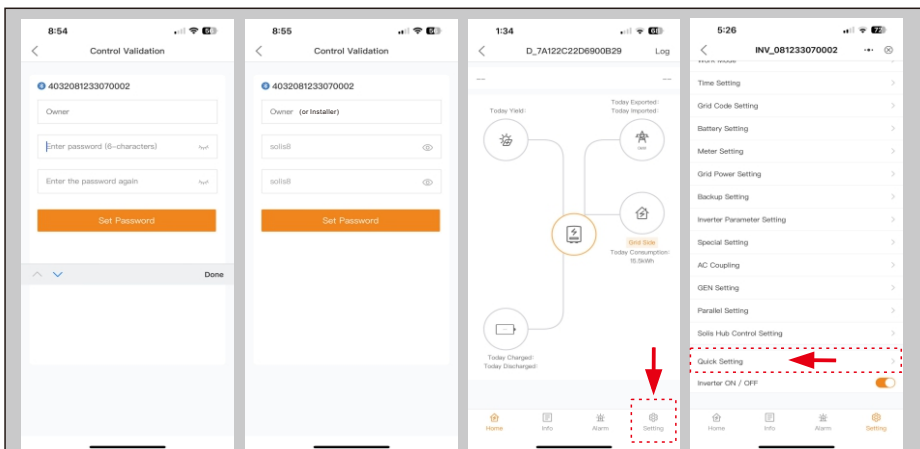 8:54
Control Validation
4032081233070002
Owner
Enter password (6-characters)
Enter the password again
Set Password
Done
8:55
Control Validation
4032081233070002
Owner (or Installer)
solis8
solis8
Set Password
1:34
D_7A122C22D6900B29 Log
--
--
Today Yield:
Today Exported:
Today Imported:
Grid Side
Today Consumption:
15.5kWh
Today Charged:
Today Discharged:
Home Info Alarm Setting
5:26
INV_081233070002
Work Mode
Time Setting
Grid Code Setting
Battery Setting
Meter Setting
Grid Power Setting
Backup Setting
Inverter Parameter Setting
Special Setting
AC Coupling
GEN Setting
Parallel Setting
Solis Hub Control Setting
Quick Setting
Inverter ON / OFF
Home Info Alarm Setting